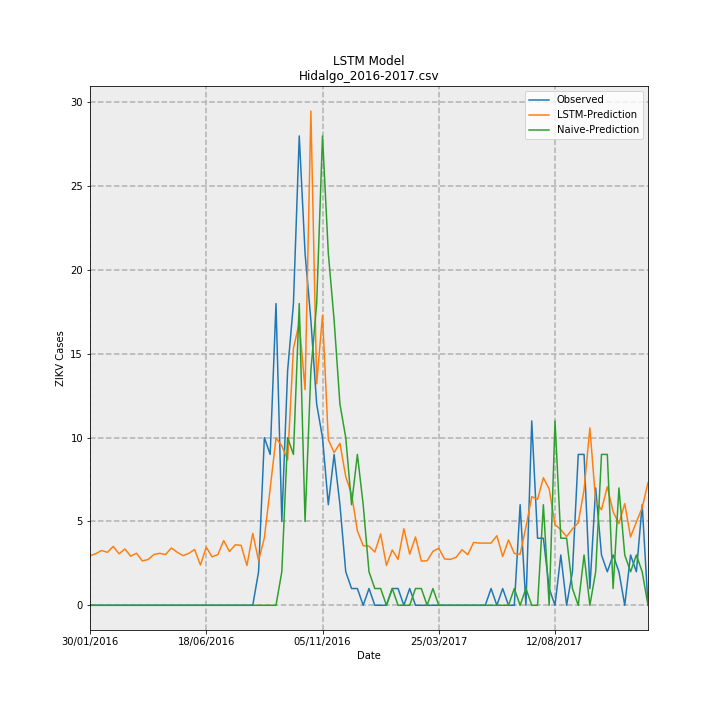 LSTM Model
Hidalgo_2016-2017.csv
Observed
LSTM-Prediction
Naive-Prediction
30
25
20
15
10
5
0
ZIKV Cases
30/01/2016 18/06/2016 05/11/2016 25/03/2017 12/08/2017
Date